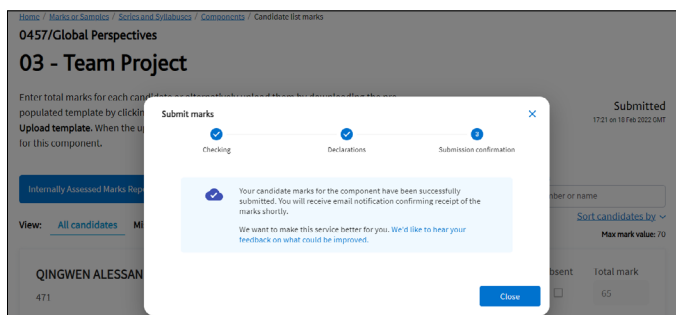 Home / Marks or Samples / Series and Syllabuses / Components / Candidate list marks
0457/Global Perspectives
03 - Team Project
Enter total marks for each candidate or alternatively upload them by downloading the pre-
populated template by clickin
Upload template. When the u
for this component.
Submitted
17:21 on 16 Feb 2022 GMT
Submit marks
Checking
Declarations
3
Submission confirmation
Your candidate marks for the component have been successfully
submitted. You will receive email notification confirming receipt of the
marks shortly.
We want to make this service better for you. We'd like to hear your
feedback on what could be improved.
Close
Internally Assessed Marks Rep
mber or name
Sort candidates by
View: All candidates Mi
Max mark value: 70
QINGWEN ALESSAN
471
bsent
Total mark
65